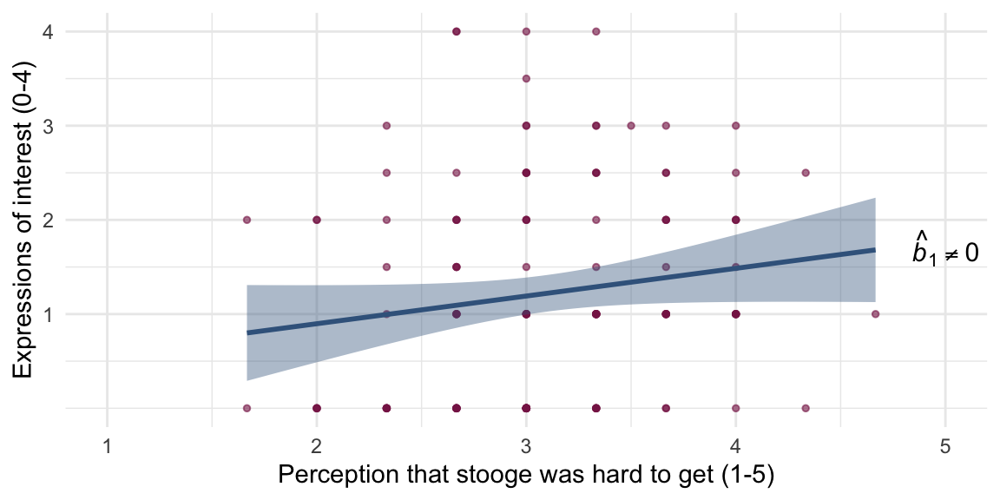 Expressions of interest (0-4)
4
3
2
1
b̂₁ ≠ 0
1 2 3 4 5
Perception that stooge was hard to get (1-5)